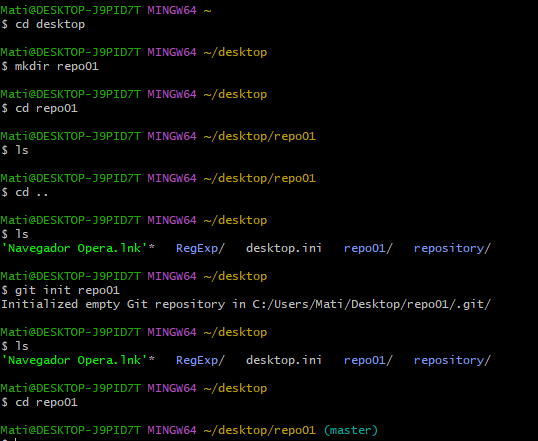 Mati@DESKTOP-J9PID7T MINGW64 ~
$ cd desktop
Mati@DESKTOP-J9PID7T MINGW64 ~/desktop
$ mkdir repo01
Mati@DESKTOP-J9PID7T MINGW64 ~/desktop
$ cd repo01
Mati@DESKTOP-J9PID7T MINGW64 ~/desktop/repo01
$ ls
Mati@DESKTOP-J9PID7T MINGW64 ~/desktop/repo01
$ cd ..
Mati@DESKTOP-J9PID7T MINGW64 ~/desktop
$ ls
'Navegador Opera.lnk'*   RegExp/   desktop.ini   repo01/   repository/
Mati@DESKTOP-J9PID7T MINGW64 ~/desktop
$ git init repo01
Initialized empty Git repository in C:/Users/Mati/Desktop/repo01/.git/
Mati@DESKTOP-J9PID7T MINGW64 ~/desktop
$ ls
'Navegador Opera.lnk'*   RegExp/   desktop.ini   repo01/   repository/
Mati@DESKTOP-J9PID7T MINGW64 ~/desktop
$ cd repo01
Mati@DESKTOP-J9PID7T MINGW64 ~/desktop/repo01 (master)